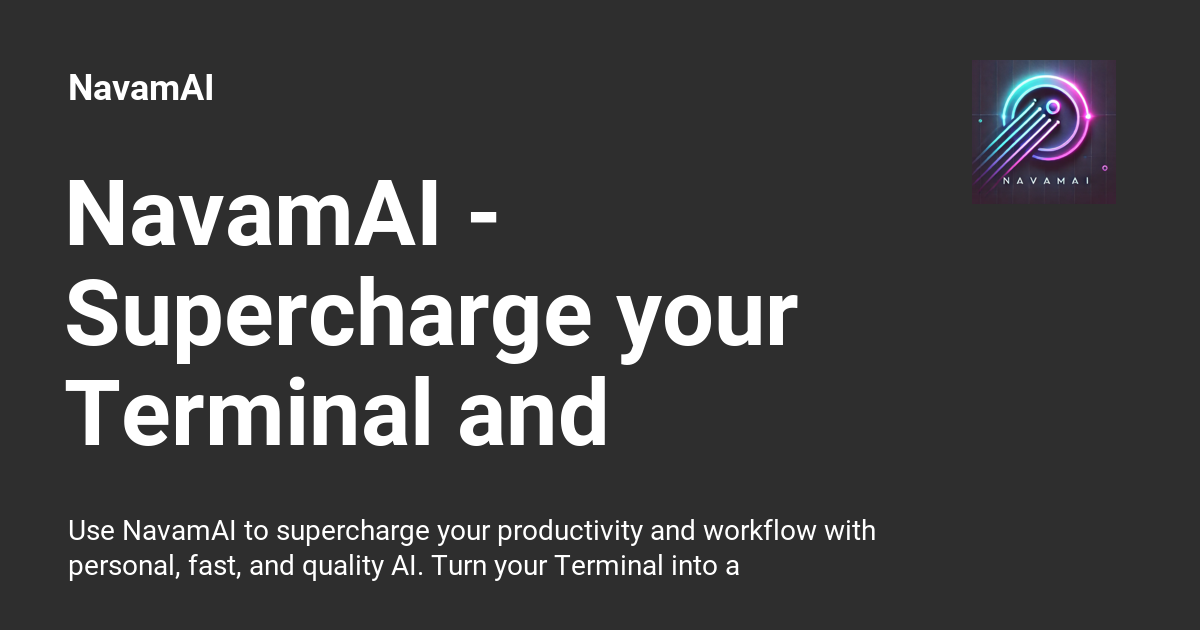 NavamAI
NAVAMAI
NavamAI -
Supercharge your
Terminal and
Use NavamAI to supercharge your productivity and workflow with
personal, fast, and quality AI. Turn your Terminal into a